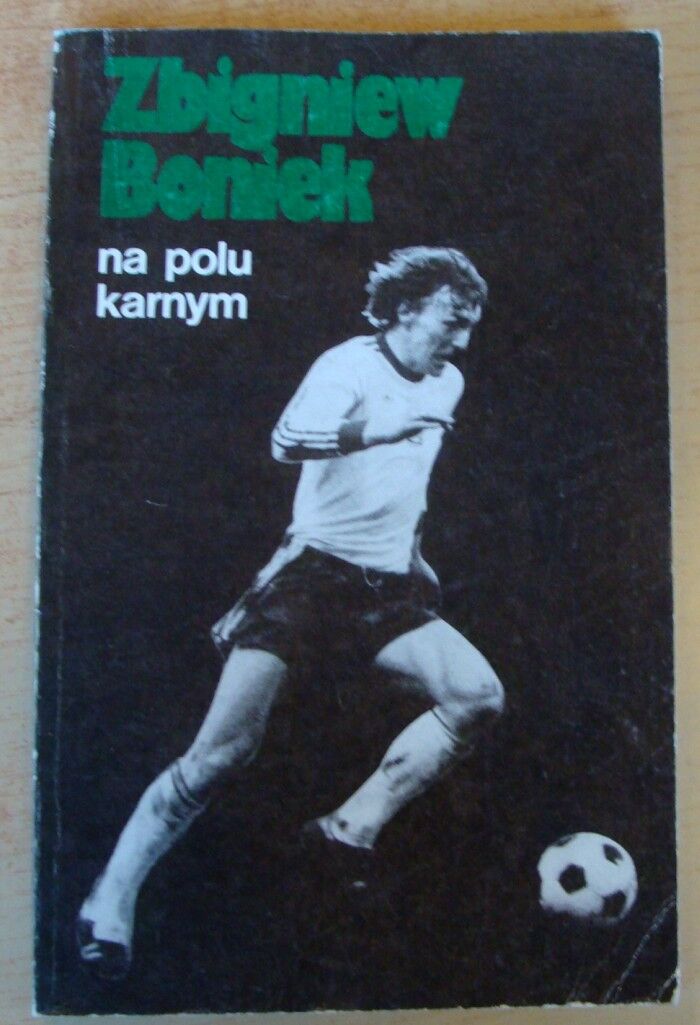 Zbigniew
Boniek
na polu
karnym